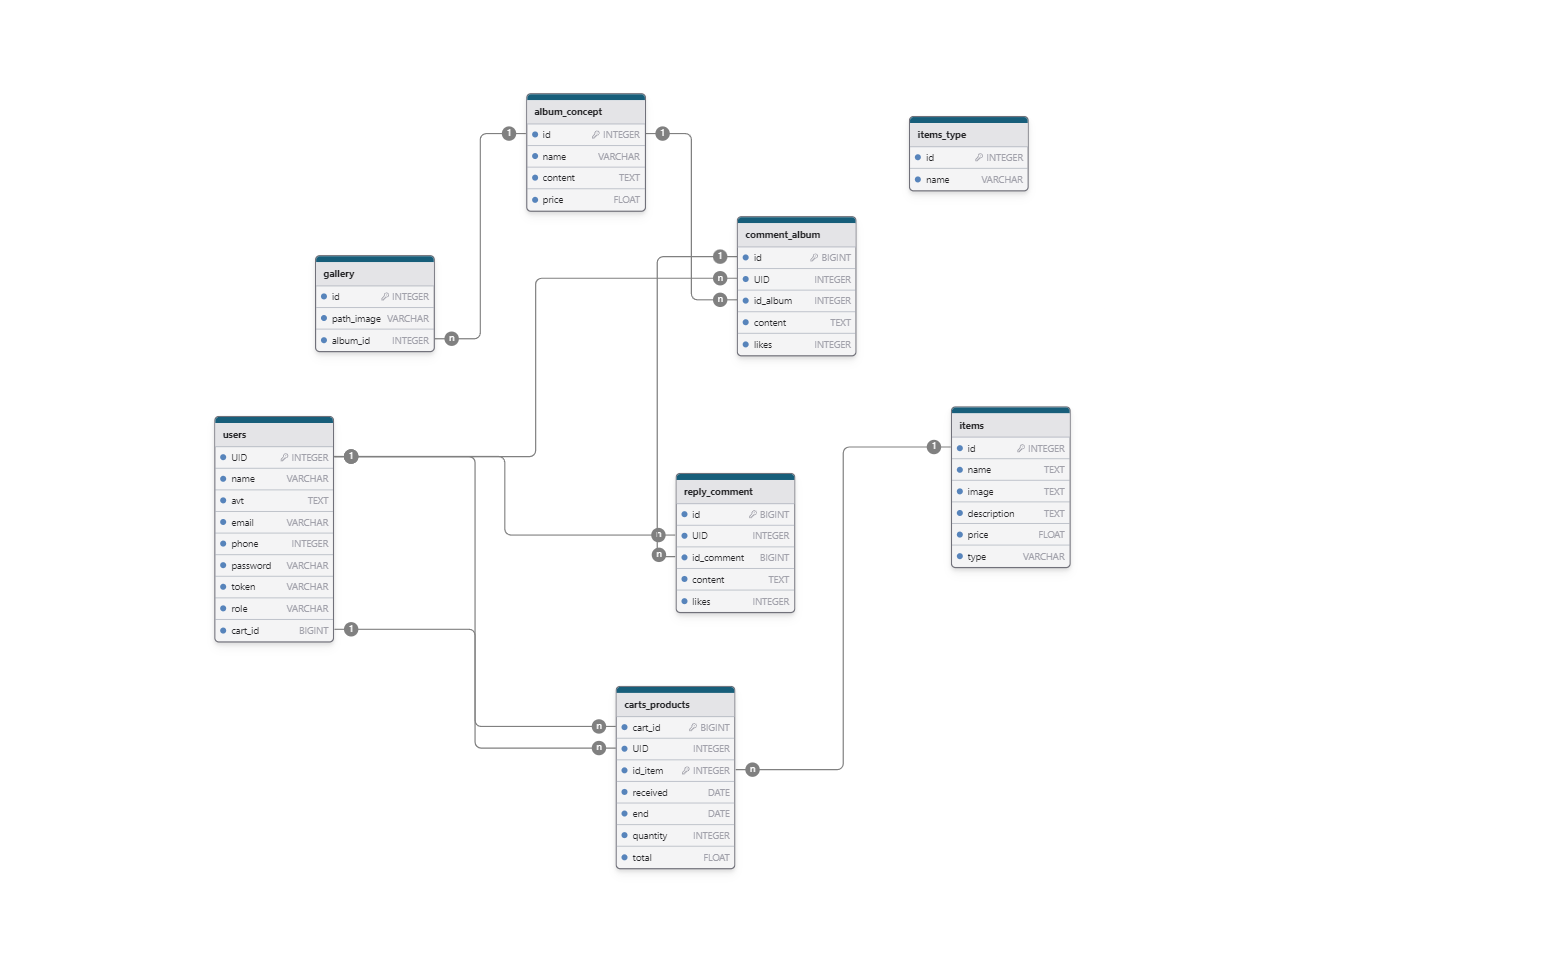 album_concept
id INTEGER
name VARCHAR
content TEXT
price FLOAT
1
1
items_type
id INTEGER
name VARCHAR
comment_album
id BIGINT
UID INTEGER
id_album INTEGER
content TEXT
likes INTEGER
1
n
n
gallery
id INTEGER
path_image VARCHAR
album_id INTEGER
n
users
UID INTEGER
name VARCHAR
avt TEXT
email VARCHAR
phone INTEGER
password VARCHAR
token VARCHAR
role VARCHAR
cart_id BIGINT
1
1
items
id INTEGER
name TEXT
image TEXT
description TEXT
price FLOAT
type VARCHAR
1
reply_comment
id BIGINT
UID INTEGER
id_comment BIGINT
content TEXT
likes INTEGER
n
n
carts_products
cart_id BIGINT
UID INTEGER
id_item INTEGER
received DATE
end DATE
quantity INTEGER
total FLOAT
n
n
n